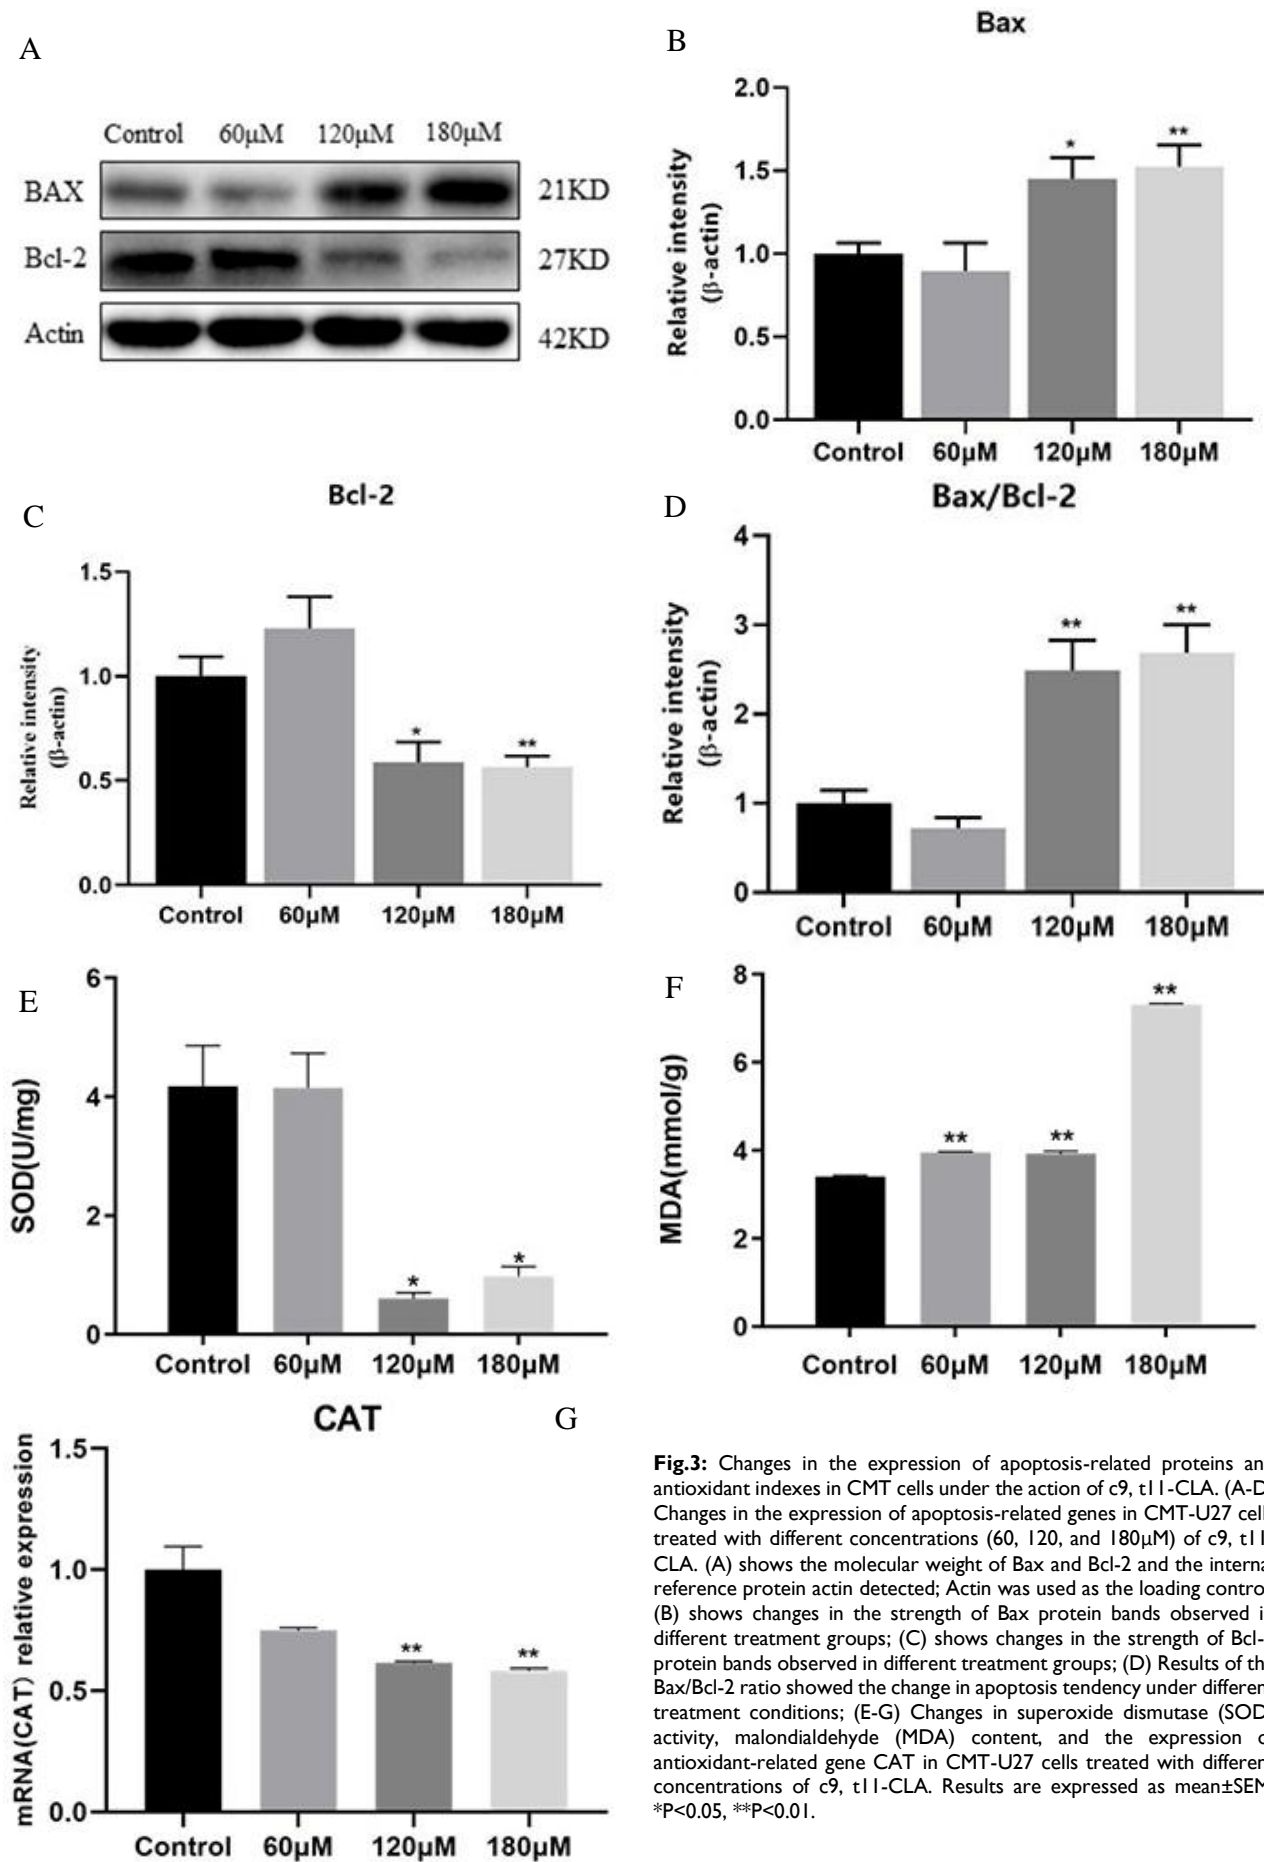 A
Control 60μM 120μM 180μM
BAX 21KD
Bcl-2 27KD
Actin 42KD
B
Bax
Relative intensity
(β-actin)
2.0
1.5
1.0
0.5
0.0
* **
Control 60μM 120μM 180μM
C
Bcl-2
Relative intensity
(β-actin)
1.5
1.0
0.5
0.0
* **
Control 60μM 120μM 180μM
D
Bax/Bcl-2
Relative intensity
(β-actin)
4
3
2
1
0
** **
Control 60μM 120μM 180μM
E
SOD(U/mg)
6
4
2
0
* *
Control 60μM 120μM 180μM
F
MDA(mmol/g)
8
6
4
2
0
** ** **
Control 60μM 120μM 180μM
G
CAT
mRNA(CAT) relative expression
1.5
1.0
0.5
0.0
** **
Control 60μM 120μM 180μM
Fig.3: Changes in the expression of apoptosis-related proteins an
antioxidant indexes in CMT cells under the action of c9, t11-CLA. (A-D
Changes in the expression of apoptosis-related genes in CMT-U27 cell
treated with different concentrations (60, 120, and 180μM) of c9, t11
CLA. (A) shows the molecular weight of Bax and Bcl-2 and the interna
reference protein actin detected; Actin was used as the loading contro
(B) shows changes in the strength of Bax protein bands observed i
different treatment groups; (C) shows changes in the strength of Bcl-
protein bands observed in different treatment groups; (D) Results of th
Bax/Bcl-2 ratio showed the change in apoptosis tendency under differen
treatment conditions; (E-G) Changes in superoxide dismutase (SOD
activity, malondialdehyde (MDA) content, and the expression o
antioxidant-related gene CAT in CMT-U27 cells treated with differen
concentrations of c9, t11-CLA. Results are expressed as mean±SEM
*P<0.05, **P<0.01.